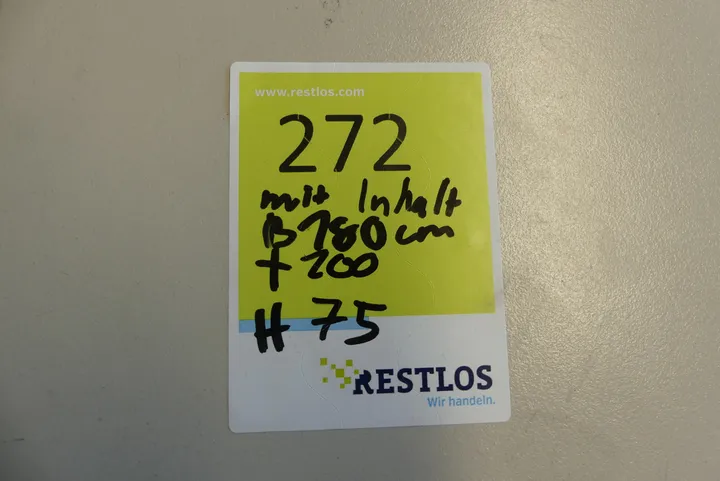 www.restlos.com
272
mit Inhalt
B 180 cm
T 200
H 75
RESTLOS
Wir handeln.